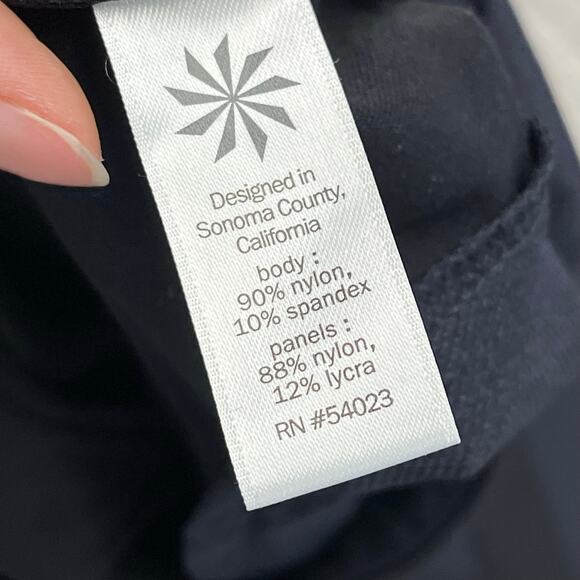 Designed in
Sonoma County,
California
body :
90% nylon,
10% spandex
panels :
88% nylon,
12% lycra
RN #54023